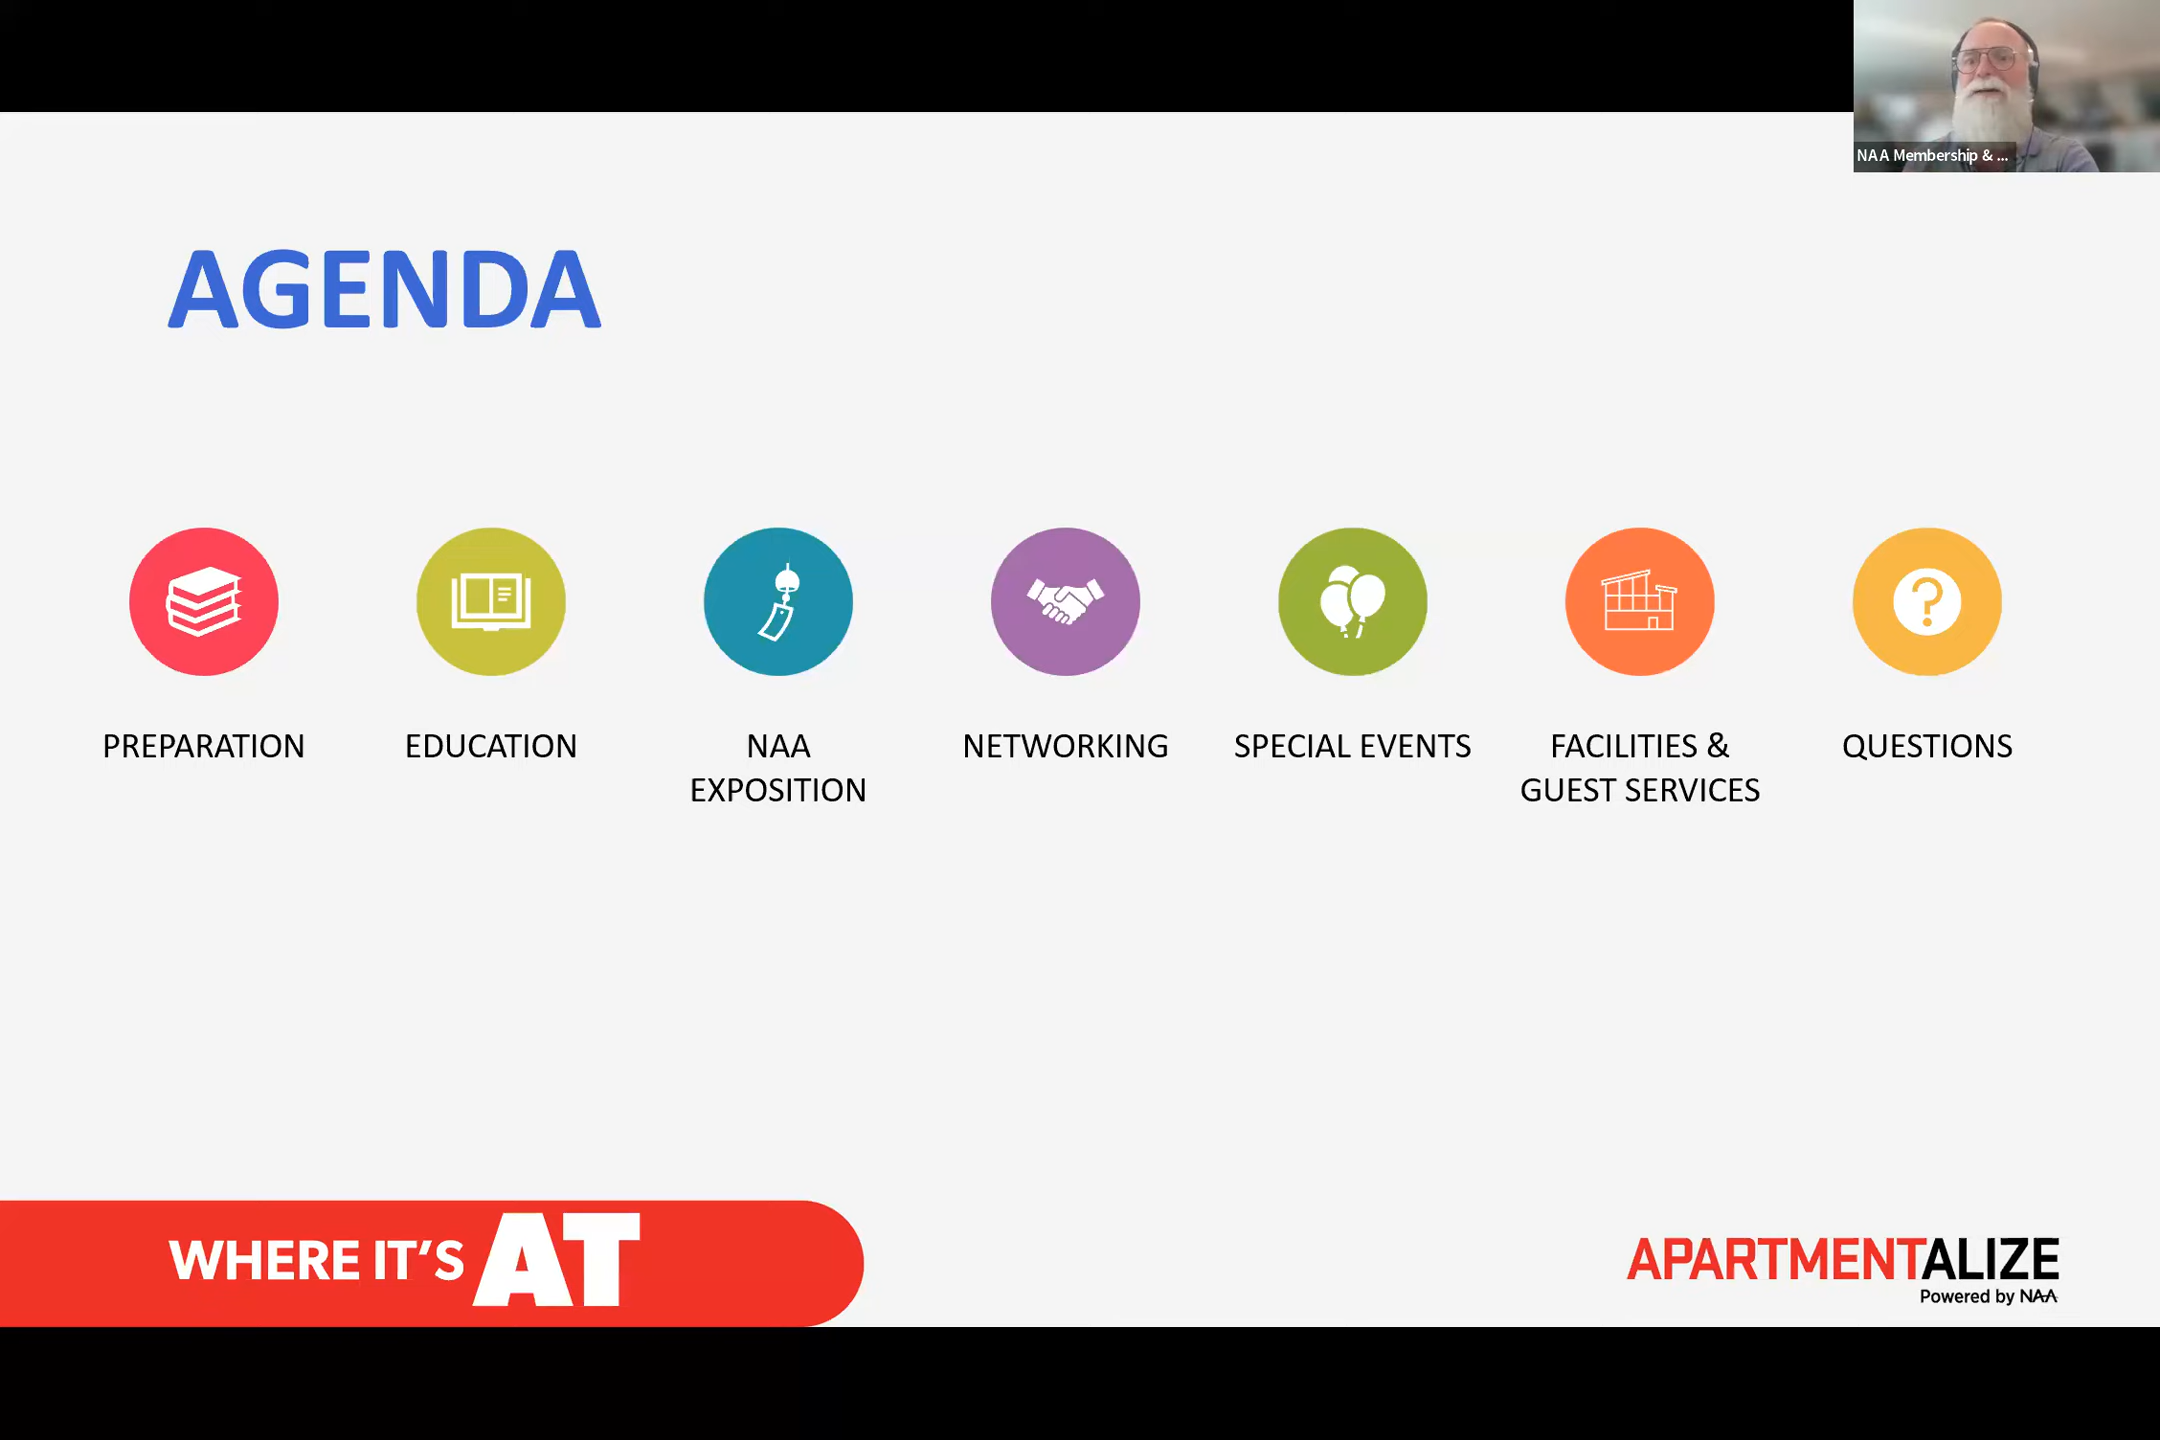 NAA Membership & ...
AGENDA
PREPARATION
EDUCATION
NAA
EXPOSITION
NETWORKING
SPECIAL EVENTS
FACILITIES &
GUEST SERVICES
QUESTIONS
WHERE IT'S AT
APARTMENTALIZE
Powered by NAA